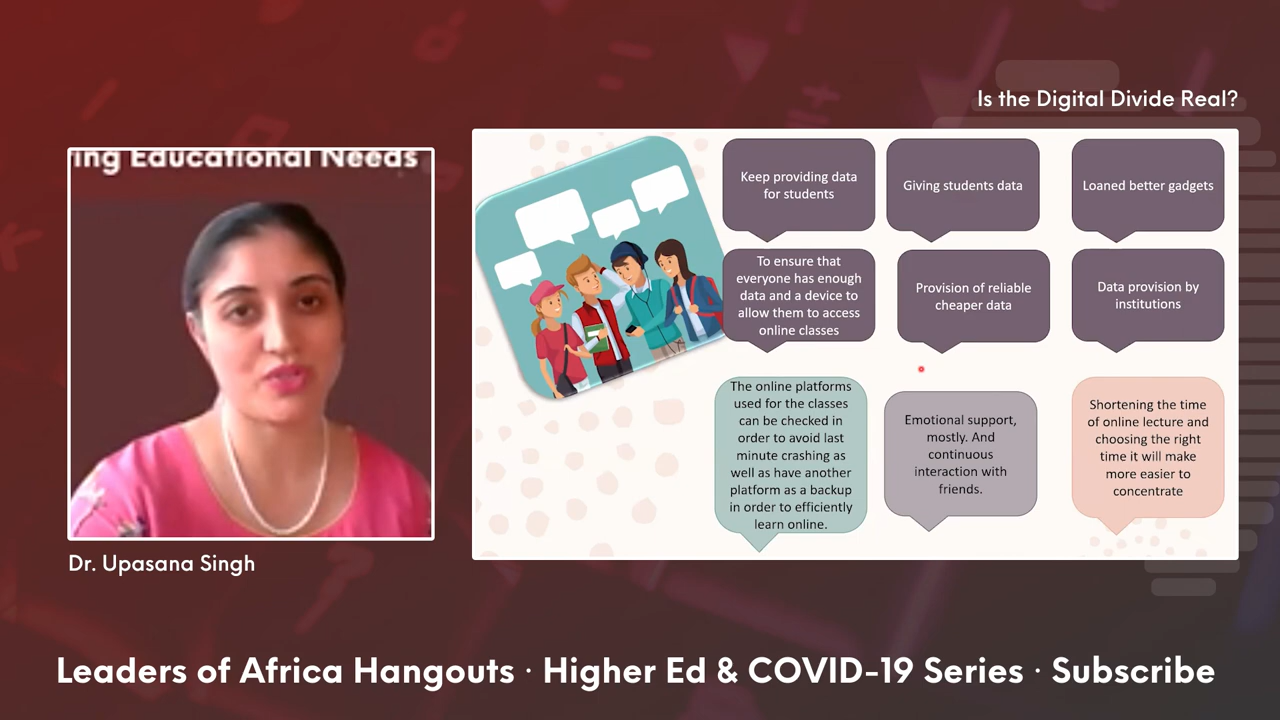 Is the Digital Divide Real?
ing Educational Needs
Keep providing data
for students
Giving students data
Loaned better gadgets
To ensure that
everyone has enough
data and a device to
allow them to access
online classes
Provision of reliable
cheaper data
Data provision by
institutions
The online platforms
used for the classes
can be checked in
order to avoid last
minute crashing as
well as have another
platform as a backup
in order to efficiently
learn online.
Emotional support,
mostly. And
continuous
interaction with
friends.
Shortening the time
of online lecture and
choosing the right
time it will make
more easier to
concentrate
Dr. Upasana Singh
Leaders of Africa Hangouts · Higher Ed & COVID-19 Series · Subscribe